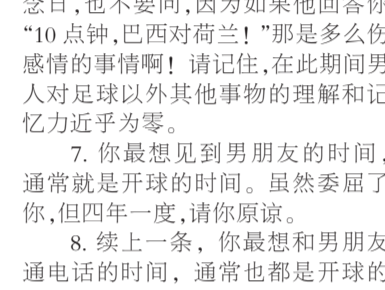 念日,也不要问,因为如果他回答你
“10 点钟,巴西对荷兰！”那是多么伤
感情的事情啊！请记住,在此期间男
人对足球以外其他事物的理解和记
忆力近乎为零。
7. 你最想见到男朋友的时间,
通常就是开球的时间。虽然委屈了
你,但四年一度,请你原谅。
8. 续上一条，你最想和男朋友
通电话的时间，通常也都是开球的